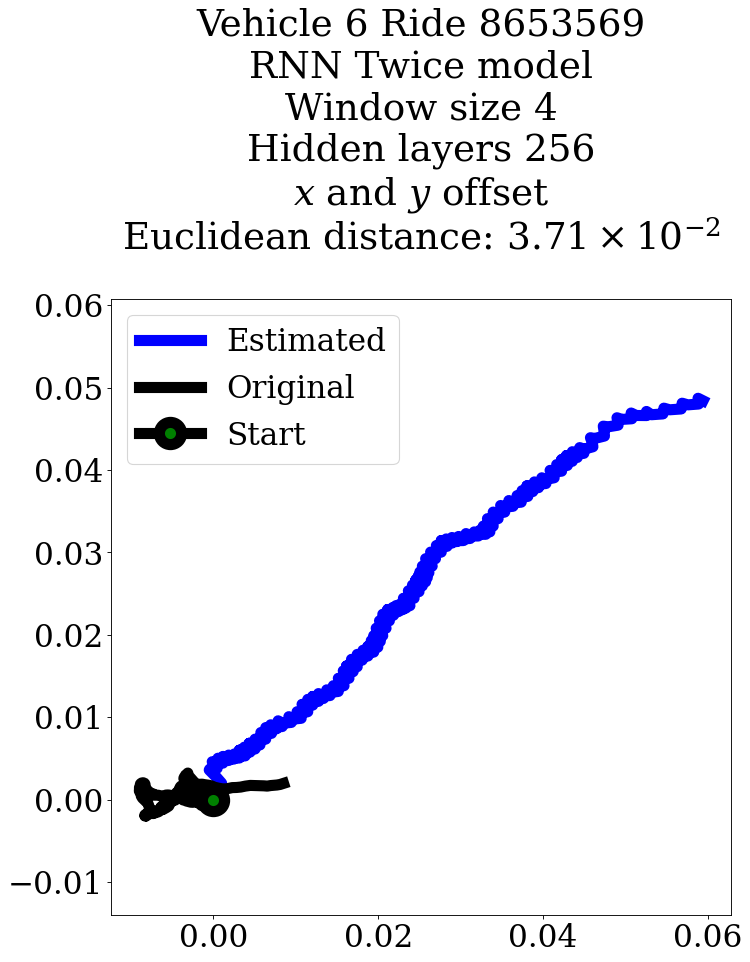 Vehicle 6 Ride 8653569
RNN Twice model
Window size 4
Hidden layers 256
x and y offset
Euclidean distance: 3.71 × 10⁻²
0.06
0.05
0.04
0.03
0.02
0.01
0.00
−0.01
Estimated
Original
Start
0.00 0.02 0.04 0.06